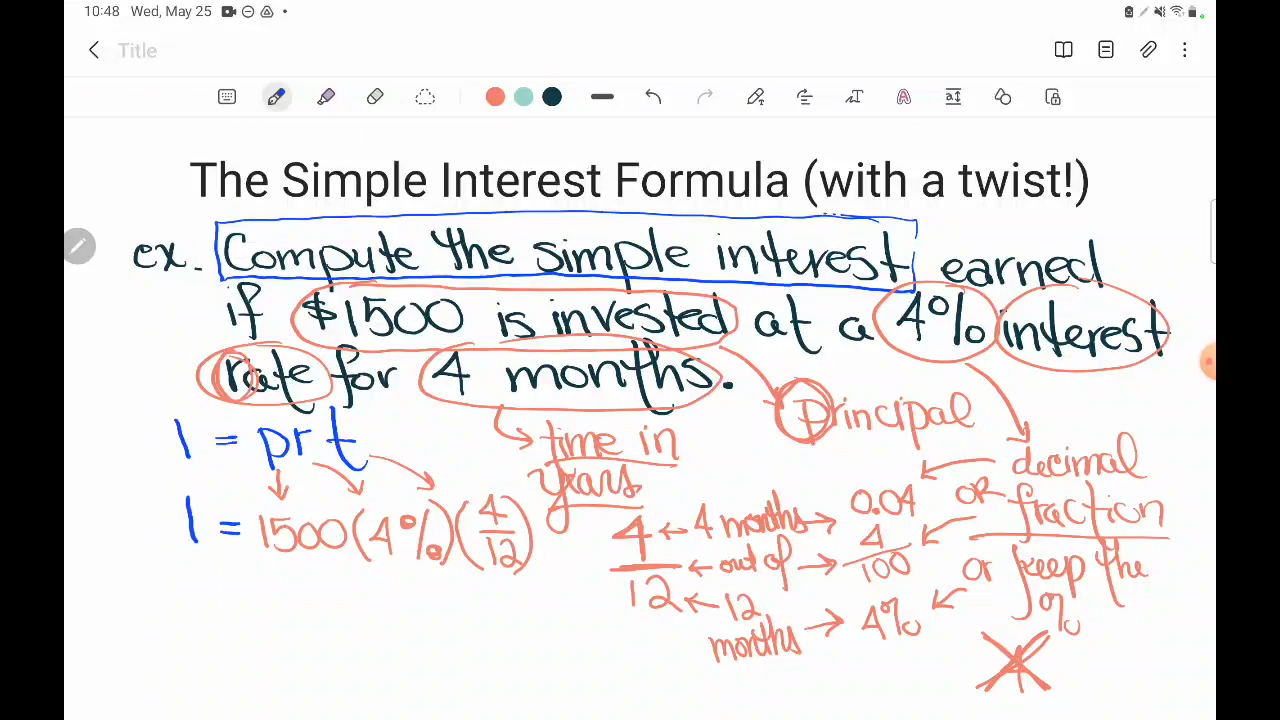 10:48 Wed, May 25
Title
The Simple Interest Formula (with a twist!)
ex. Compute the simple interest earned
if $1500 is invested at a 4% interest
rate for 4 months.
I = prt
I = 1500(4%)(4/12)
time in
years
principal
decimal
or
fraction
or keep the
%
0.04
4/100
4%
4/12
4 months
out of
12
months